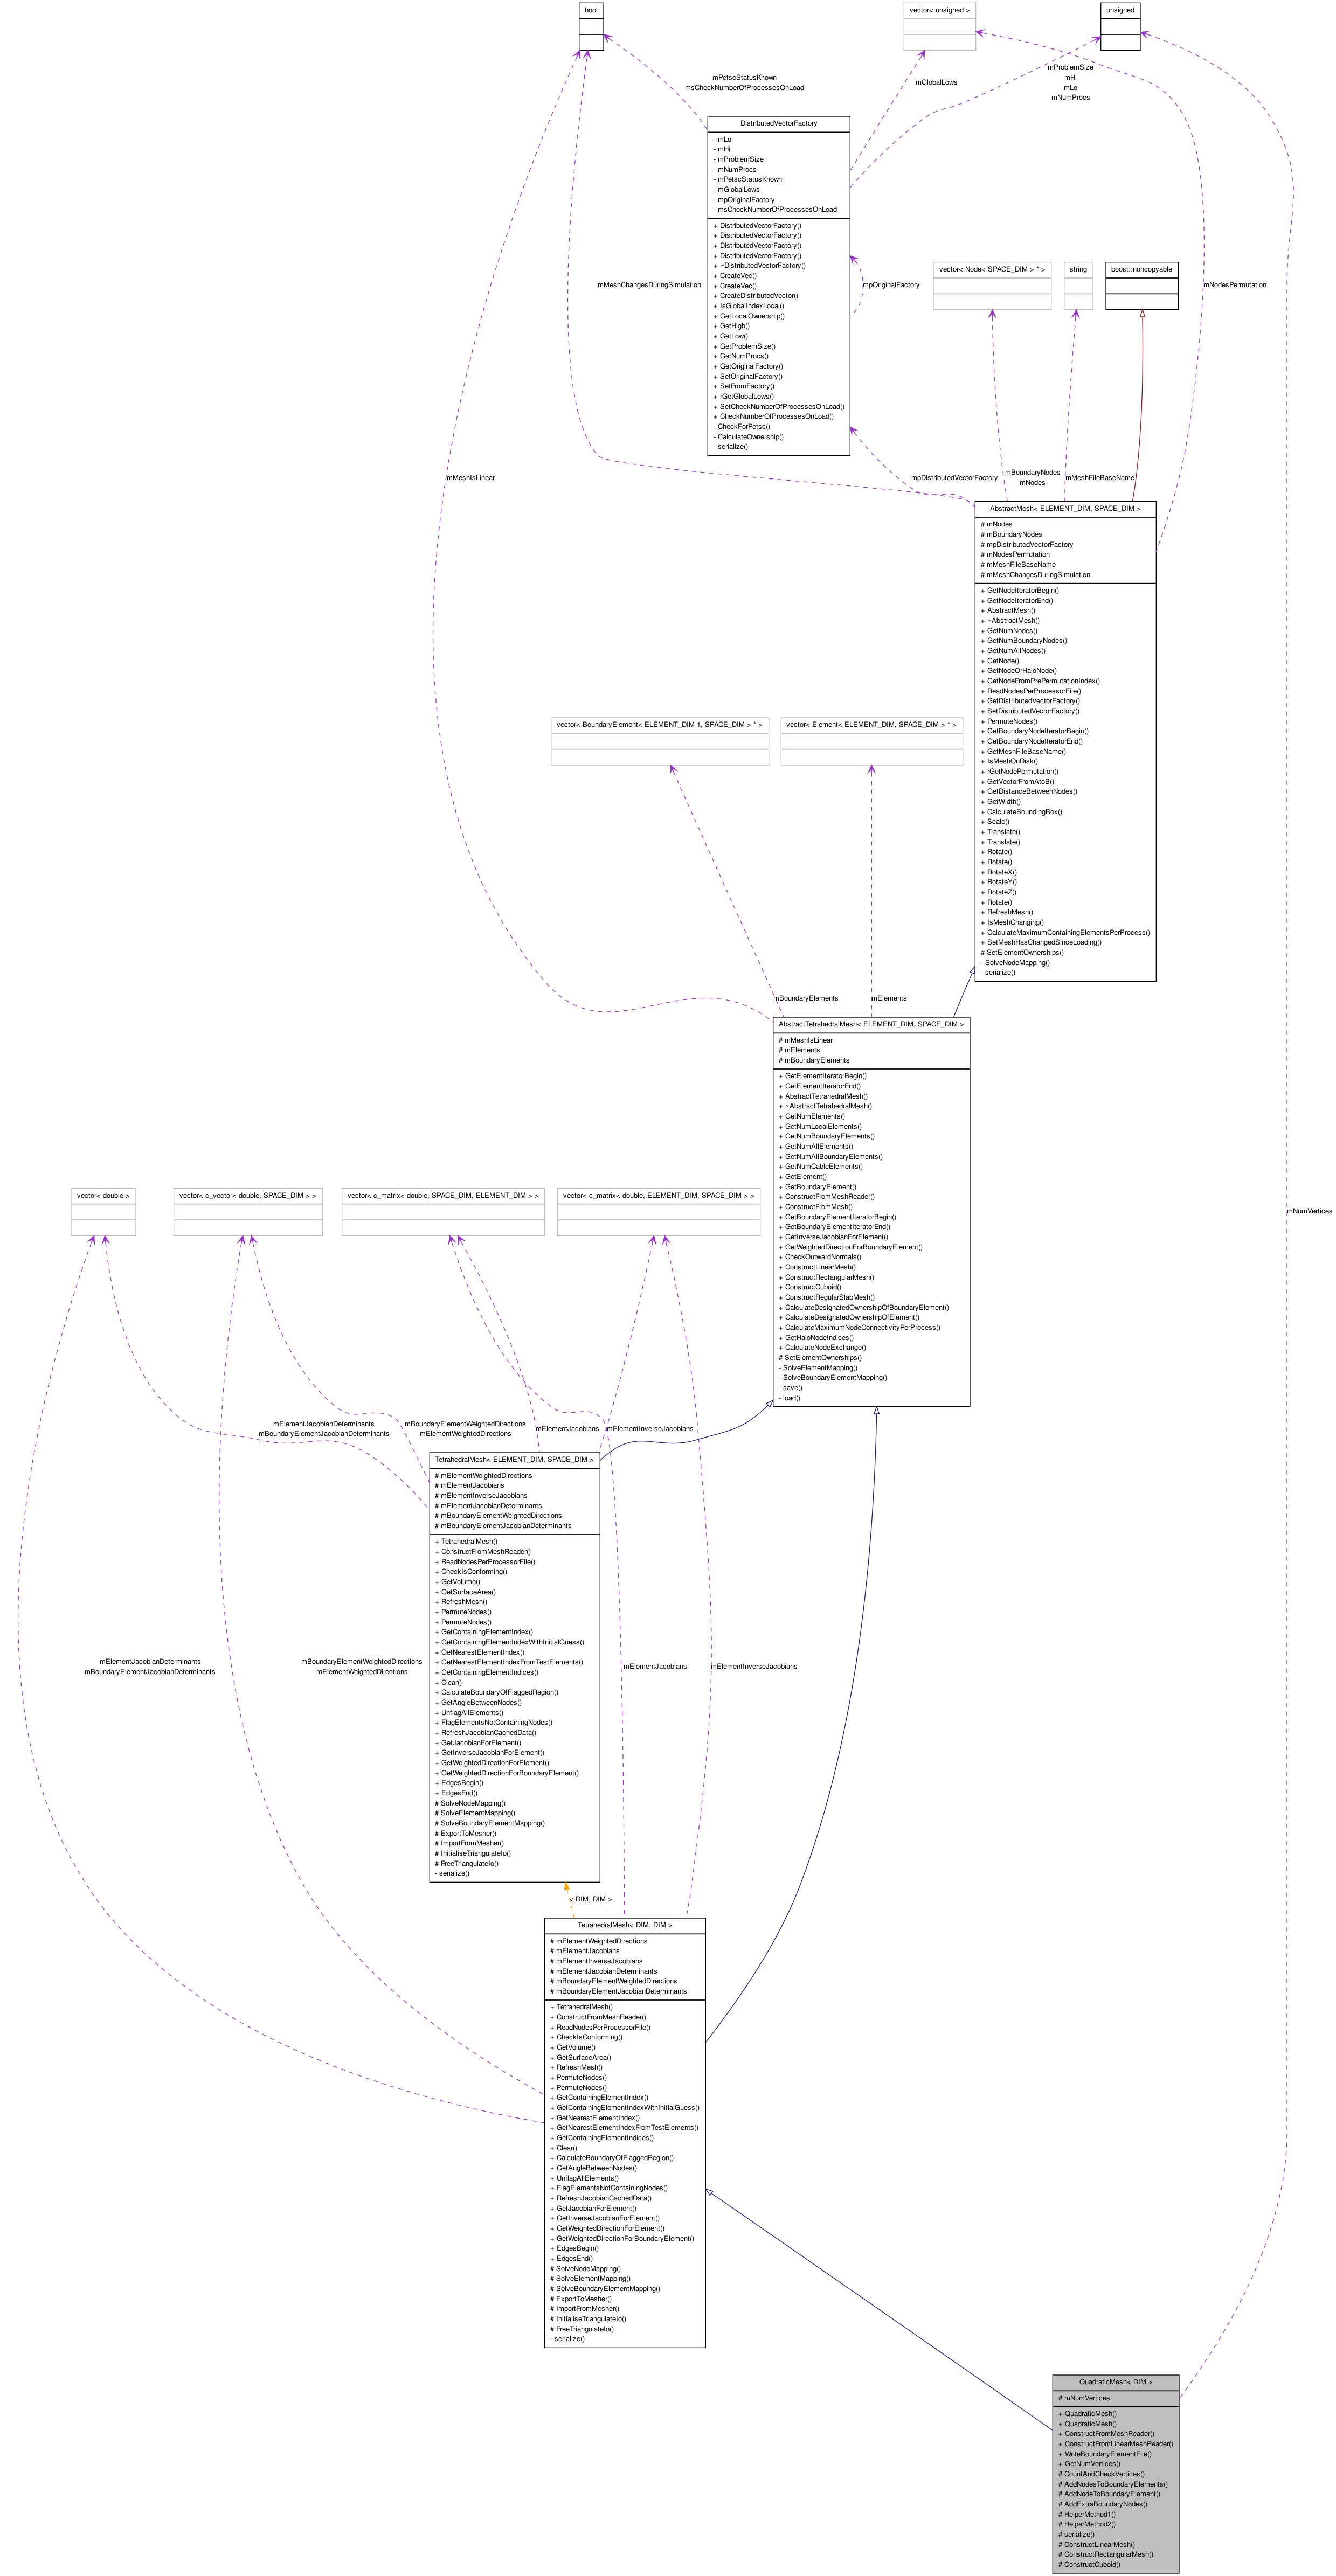 bool
vector< unsigned >
unsigned
mPetscStatusKnown
msCheckNumberOfProcessesOnLoad
mGlobalLows
mProblemSize
mHi
mLo
mNumProcs
DistributedVectorFactory
- mLo
- mHi
- mProblemSize
- mNumProcs
- mPetscStatusKnown
- mGlobalLows
- mpOriginalFactory
- msCheckNumberOfProcessesOnLoad
+ DistributedVectorFactory()
+ DistributedVectorFactory()
+ DistributedVectorFactory()
+ DistributedVectorFactory()
+ ~DistributedVectorFactory()
+ CreateVec()
+ CreateVec()
+ CreateDistributedVector()
+ IsGlobalIndexLocal()
+ GetLocalOwnership()
+ GetHigh()
+ GetLow()
+ GetProblemSize()
+ GetNumProcs()
+ GetOriginalFactory()
+ SetOriginalFactory()
+ SetFromFactory()
+ rGetGlobalLows()
+ SetCheckNumberOfProcessesOnLoad()
+ CheckNumberOfProcessesOnLoad()
- CheckForPetsc()
- CalculateOwnership()
- serialize()
vector< Node< SPACE_DIM > * >
string
boost::noncopyable
mMeshChangesDuringSimulation
mpOriginalFactory
mNodesPermutation
mMeshIsLinear
mpDistributedVectorFactory
mBoundaryNodes
mNodes
mMeshFileBaseName
AbstractMesh< ELEMENT_DIM, SPACE_DIM >
# mNodes
# mBoundaryNodes
# mpDistributedVectorFactory
# mNodesPermutation
# mMeshFileBaseName
# mMeshChangesDuringSimulation
+ GetNodeIteratorBegin()
+ GetNodeIteratorEnd()
+ AbstractMesh()
+ ~AbstractMesh()
+ GetNumNodes()
+ GetNumBoundaryNodes()
+ GetNumAllNodes()
+ GetNode()
+ GetNodeOrHaloNode()
+ GetNodeFromPrePermutationIndex()
+ ReadNodesPerProcessorFile()
+ GetDistributedVectorFactory()
+ SetDistributedVectorFactory()
+ PermuteNodes()
+ GetBoundaryNodeIteratorBegin()
+ GetBoundaryNodeIteratorEnd()
+ GetMeshFileBaseName()
+ IsMeshOnDisk()
+ rGetNodePermutation()
+ GetVectorFromAtoB()
+ GetDistanceBetweenNodes()
+ GetWidth()
+ CalculateBoundingBox()
+ Scale()
+ Translate()
+ Translate()
+ Rotate()
+ Rotate()
+ RotateX()
+ RotateY()
+ RotateZ()
+ Rotate()
+ RefreshMesh()
+ IsMeshChanging()
+ CalculateMaximumContainingElementsPerProcess()
+ SetMeshHasChangedSinceLoading()
# SetElementOwnerships()
- SolveNodeMapping()
- serialize()
vector< BoundaryElement< ELEMENT_DIM-1, SPACE_DIM > * >
vector< Element< ELEMENT_DIM, SPACE_DIM > * >
mBoundaryElements
mElements
AbstractTetrahedralMesh< ELEMENT_DIM, SPACE_DIM >
# mMeshIsLinear
# mElements
# mBoundaryElements
+ GetElementIteratorBegin()
+ GetElementIteratorEnd()
+ AbstractTetrahedralMesh()
+ ~AbstractTetrahedralMesh()
+ GetNumElements()
+ GetNumLocalElements()
+ GetNumBoundaryElements()
+ GetNumAllElements()
+ GetNumAllBoundaryElements()
+ GetNumCableElements()
+ GetElement()
+ GetBoundaryElement()
+ ConstructFromMeshReader()
+ ConstructFromMesh()
+ GetBoundaryElementIteratorBegin()
+ GetBoundaryElementIteratorEnd()
+ GetInverseJacobianForElement()
+ GetWeightedDirectionForBoundaryElement()
+ CheckOutwardNormals()
+ ConstructLinearMesh()
+ ConstructRectangularMesh()
+ ConstructCuboid()
+ ConstructRegularSlabMesh()
+ CalculateDesignatedOwnershipOfBoundaryElement()
+ CalculateDesignatedOwnershipOfElement()
+ CalculateMaximumNodeConnectivityPerProcess()
+ GetHaloNodeIndices()
+ CalculateNodeExchange()
# SetElementOwnerships()
- SolveElementMapping()
- SolveBoundaryElementMapping()
- save()
- load()
mNumVertices
vector< double >
vector< c_vector< double, SPACE_DIM > >
vector< c_matrix< double, SPACE_DIM, ELEMENT_DIM > >
vector< c_matrix< double, ELEMENT_DIM, SPACE_DIM > >
mElementJacobianDeterminants
mBoundaryElementJacobianDeterminants
mBoundaryElementWeightedDirections
mElementWeightedDirections
mElementJacobians
mElementInverseJacobians
TetrahedralMesh< ELEMENT_DIM, SPACE_DIM >
# mElementWeightedDirections
# mElementJacobians
# mElementInverseJacobians
# mElementJacobianDeterminants
# mBoundaryElementWeightedDirections
# mBoundaryElementJacobianDeterminants
+ TetrahedralMesh()
+ ConstructFromMeshReader()
+ ReadNodesPerProcessorFile()
+ CheckIsConforming()
+ GetVolume()
+ GetSurfaceArea()
+ RefreshMesh()
+ PermuteNodes()
+ PermuteNodes()
+ GetContainingElementIndex()
+ GetContainingElementIndexWithInitialGuess()
+ GetNearestElementIndex()
+ GetNearestElementIndexFromTestElements()
+ GetContainingElementIndices()
+ Clear()
+ CalculateBoundaryOfFlaggedRegion()
+ GetAngleBetweenNodes()
+ UnflagAllElements()
+ FlagElementsNotContainingNodes()
+ RefreshJacobianCachedData()
+ GetJacobianForElement()
+ GetInverseJacobianForElement()
+ GetWeightedDirectionForElement()
+ GetWeightedDirectionForBoundaryElement()
+ EdgesBegin()
+ EdgesEnd()
# SolveNodeMapping()
# SolveElementMapping()
# SolveBoundaryElementMapping()
# ExportToMesher()
# ImportFromMesher()
# InitialiseTriangulateIo()
# FreeTriangulateIo()
- serialize()
mElementJacobianDeterminants
mBoundaryElementJacobianDeterminants
mBoundaryElementWeightedDirections
mElementWeightedDirections
mElementJacobians
mElementInverseJacobians
< DIM, DIM >
TetrahedralMesh< DIM, DIM >
# mElementWeightedDirections
# mElementJacobians
# mElementInverseJacobians
# mElementJacobianDeterminants
# mBoundaryElementWeightedDirections
# mBoundaryElementJacobianDeterminants
+ TetrahedralMesh()
+ ConstructFromMeshReader()
+ ReadNodesPerProcessorFile()
+ CheckIsConforming()
+ GetVolume()
+ GetSurfaceArea()
+ RefreshMesh()
+ PermuteNodes()
+ PermuteNodes()
+ GetContainingElementIndex()
+ GetContainingElementIndexWithInitialGuess()
+ GetNearestElementIndex()
+ GetNearestElementIndexFromTestElements()
+ GetContainingElementIndices()
+ Clear()
+ CalculateBoundaryOfFlaggedRegion()
+ GetAngleBetweenNodes()
+ UnflagAllElements()
+ FlagElementsNotContainingNodes()
+ RefreshJacobianCachedData()
+ GetJacobianForElement()
+ GetInverseJacobianForElement()
+ GetWeightedDirectionForElement()
+ GetWeightedDirectionForBoundaryElement()
+ EdgesBegin()
+ EdgesEnd()
# SolveNodeMapping()
# SolveElementMapping()
# SolveBoundaryElementMapping()
# ExportToMesher()
# ImportFromMesher()
# InitialiseTriangulateIo()
# FreeTriangulateIo()
- serialize()
QuadraticMesh< DIM >
# mNumVertices
+ QuadraticMesh()
+ QuadraticMesh()
+ ConstructFromMeshReader()
+ ConstructFromLinearMeshReader()
+ WriteBoundaryElementFile()
+ GetNumVertices()
# CountAndCheckVertices()
# AddNodesToBoundaryElements()
# AddNodeToBoundaryElement()
# AddExtraBoundaryNodes()
# HelperMethod1()
# HelperMethod2()
# serialize()
# ConstructLinearMesh()
# ConstructRectangularMesh()
# ConstructCuboid()